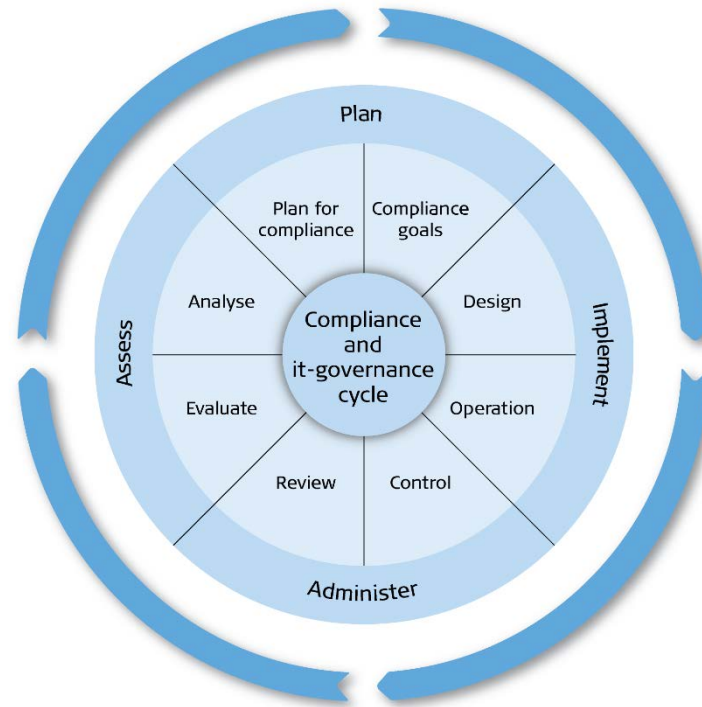 Plan
Plan for
compliance
Compliance
goals
Analyse
Design
Compliance
and
it-governance
cycle
Assess
Implement
Evaluate
Operation
Review
Control
Administer